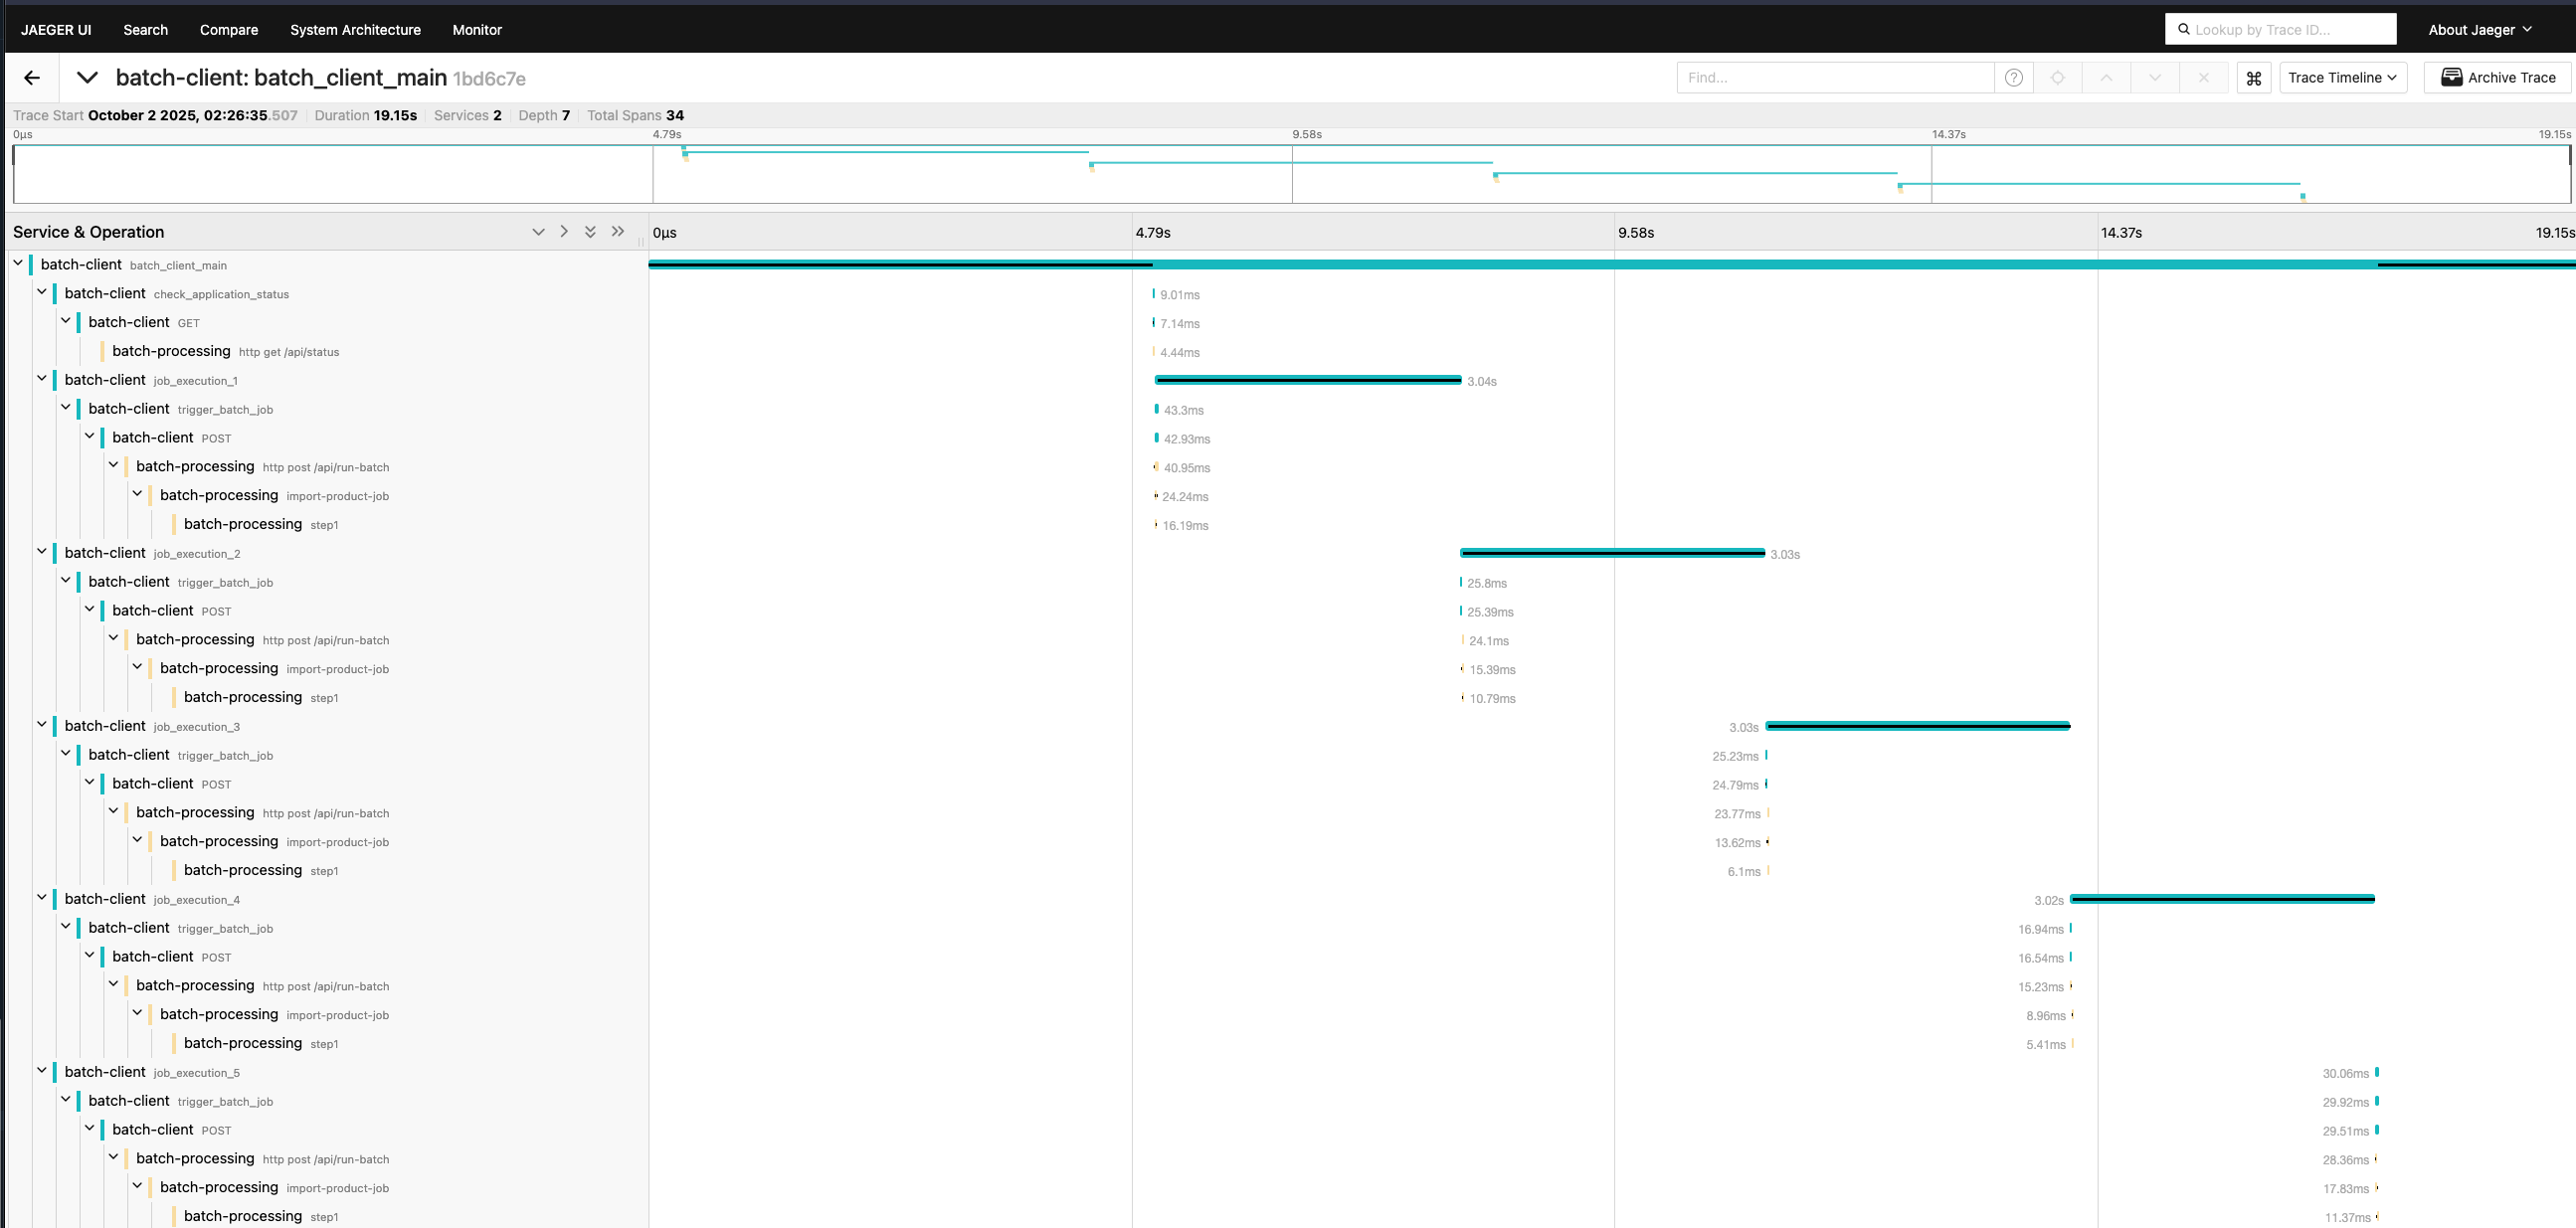 JAEGER UI Search Compare System Architecture Monitor Lookup by Trace ID... About Jaeger
batch-client: batch_client_main 1bd6c7e Find... Trace Timeline Archive Trace
Trace Start October 2 2025, 02:26:35.507 Duration 19.15s Services 2 Depth 7 Total Spans 34
0μs 4.79s 9.58s 14.37s 19.15s
Service & Operation 0μs 4.79s 9.58s 14.37s 19.15s
batch-client batch_client_main
batch-client check_application_status 9.01ms
batch-client GET 7.14ms
batch-processing http get /api/status 4.44ms
batch-client job_execution_1 3.04s
batch-client trigger_batch_job 43.3ms
batch-client POST 42.93ms
batch-processing http post /api/run-batch 40.95ms
batch-processing import-product-job 24.24ms
batch-processing step1 16.19ms
batch-client job_execution_2 3.03s
batch-client trigger_batch_job 25.8ms
batch-client POST 25.39ms
batch-processing http post /api/run-batch 24.1ms
batch-processing import-product-job 15.39ms
batch-processing step1 10.79ms
batch-client job_execution_3 3.03s
batch-client trigger_batch_job 25.23ms
batch-client POST 24.79ms
batch-processing http post /api/run-batch 23.77ms
batch-processing import-product-job 13.62ms
batch-processing step1 6.1ms
batch-client job_execution_4 3.02s
batch-client trigger_batch_job 16.94ms
batch-client POST 16.54ms
batch-processing http post /api/run-batch 15.23ms
batch-processing import-product-job 8.96ms
batch-processing step1 5.41ms
batch-client job_execution_5 30.06ms
batch-client trigger_batch_job 29.92ms
batch-client POST 29.51ms
batch-processing http post /api/run-batch 28.36ms
batch-processing import-product-job 17.83ms
batch-processing step1 11.37ms